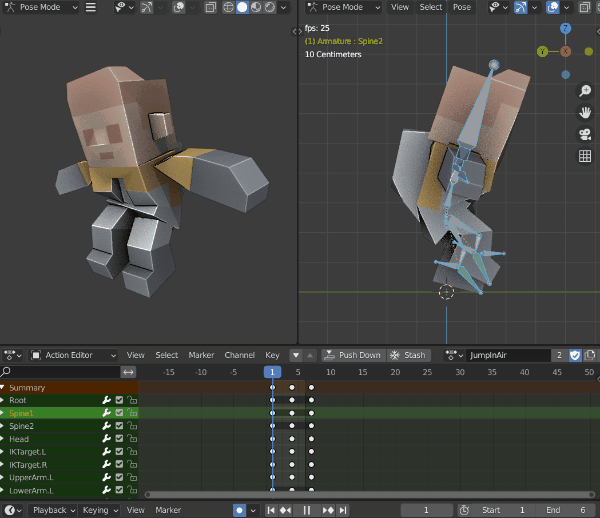 Pose Mode
Pose Mode View Select Pose
fps: 25
(1) Armature : Spine2
10 Centimeters
Z
Y X
Action Editor View Select Marker Channel Key Push Down Stash JumpInAir 2
-15 -10 -5 1 5 10 15 20 25 30 35 40 45 50
Summary
Root
Spine1
Spine2
Head
IKTarget.L
IKTarget.R
UpperArm.L
LowerArm.L
Playback Keying View Marker 1 Start 1 End 6